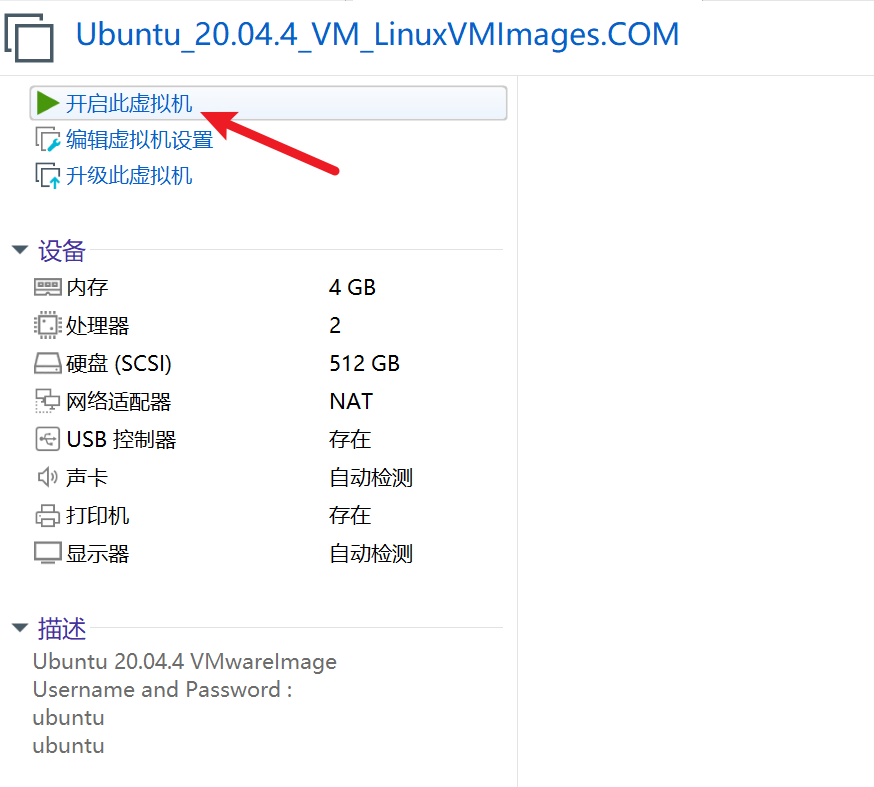 Ubuntu_20.04.4_VM_LinuxVMImages.COM
开启此虚拟机
编辑虚拟机设置
升级此虚拟机
设备
内存 4 GB
处理器 2
硬盘 (SCSI) 512 GB
网络适配器 NAT
USB 控制器 存在
声卡 自动检测
打印机 存在
显示器 自动检测
描述
Ubuntu 20.04.4 VMwareImage
Username and Password :
ubuntu
ubuntu